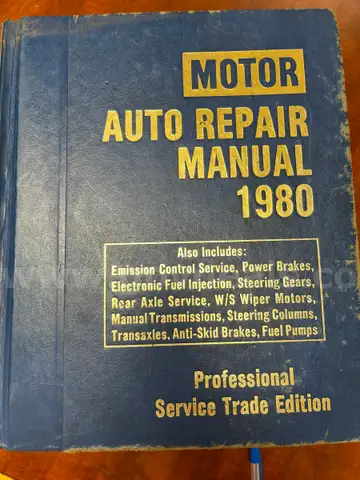 MOTOR
AUTO REPAIR
MANUAL
1980
Also Includes:
Emission Control Service, Power Brakes,
Electronic Fuel Injection, Steering Gears,
Rear Axle Service, W/S Wiper Motors,
Manual Transmissions, Steering Columns,
Transaxles, Anti-Skid Brakes, Fuel Pumps
Professional
Service Trade Edition